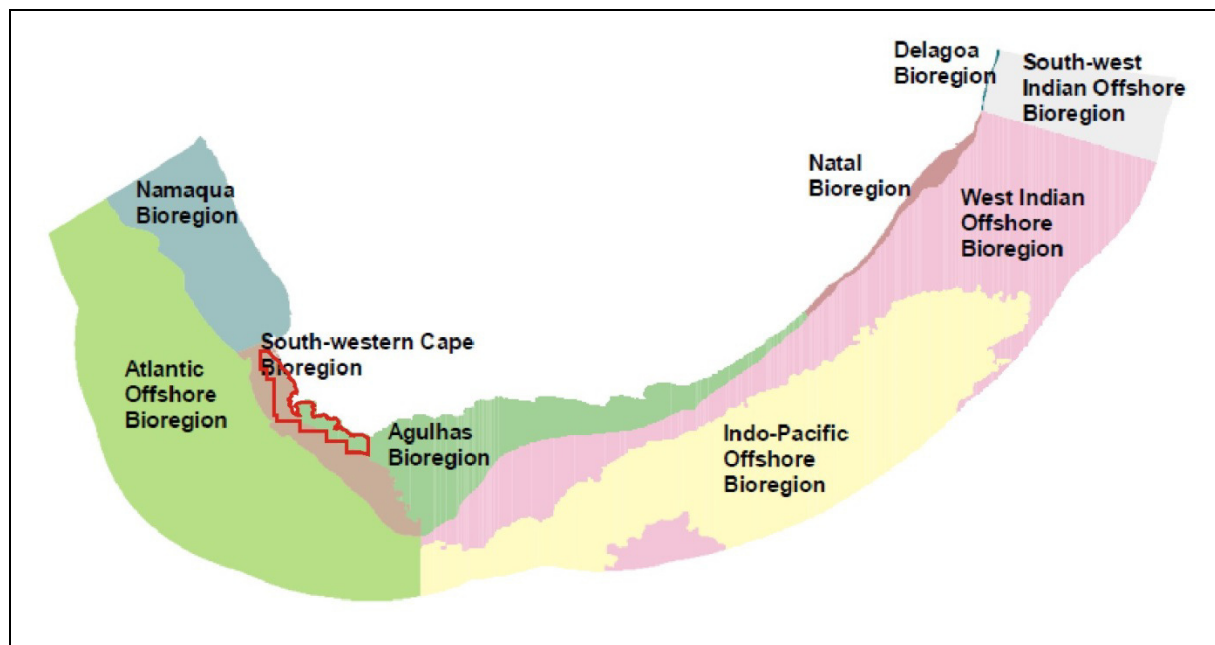 Delagoa
Bioregion
South-west
Indian Offshore
Bioregion
Namaqua
Bioregion
Natal
Bioregion
West Indian
Offshore
Bioregion
South-western Cape
Bioregion
Atlantic
Offshore
Bioregion
Agulhas
Bioregion
Indo-Pacific
Offshore
Bioregion